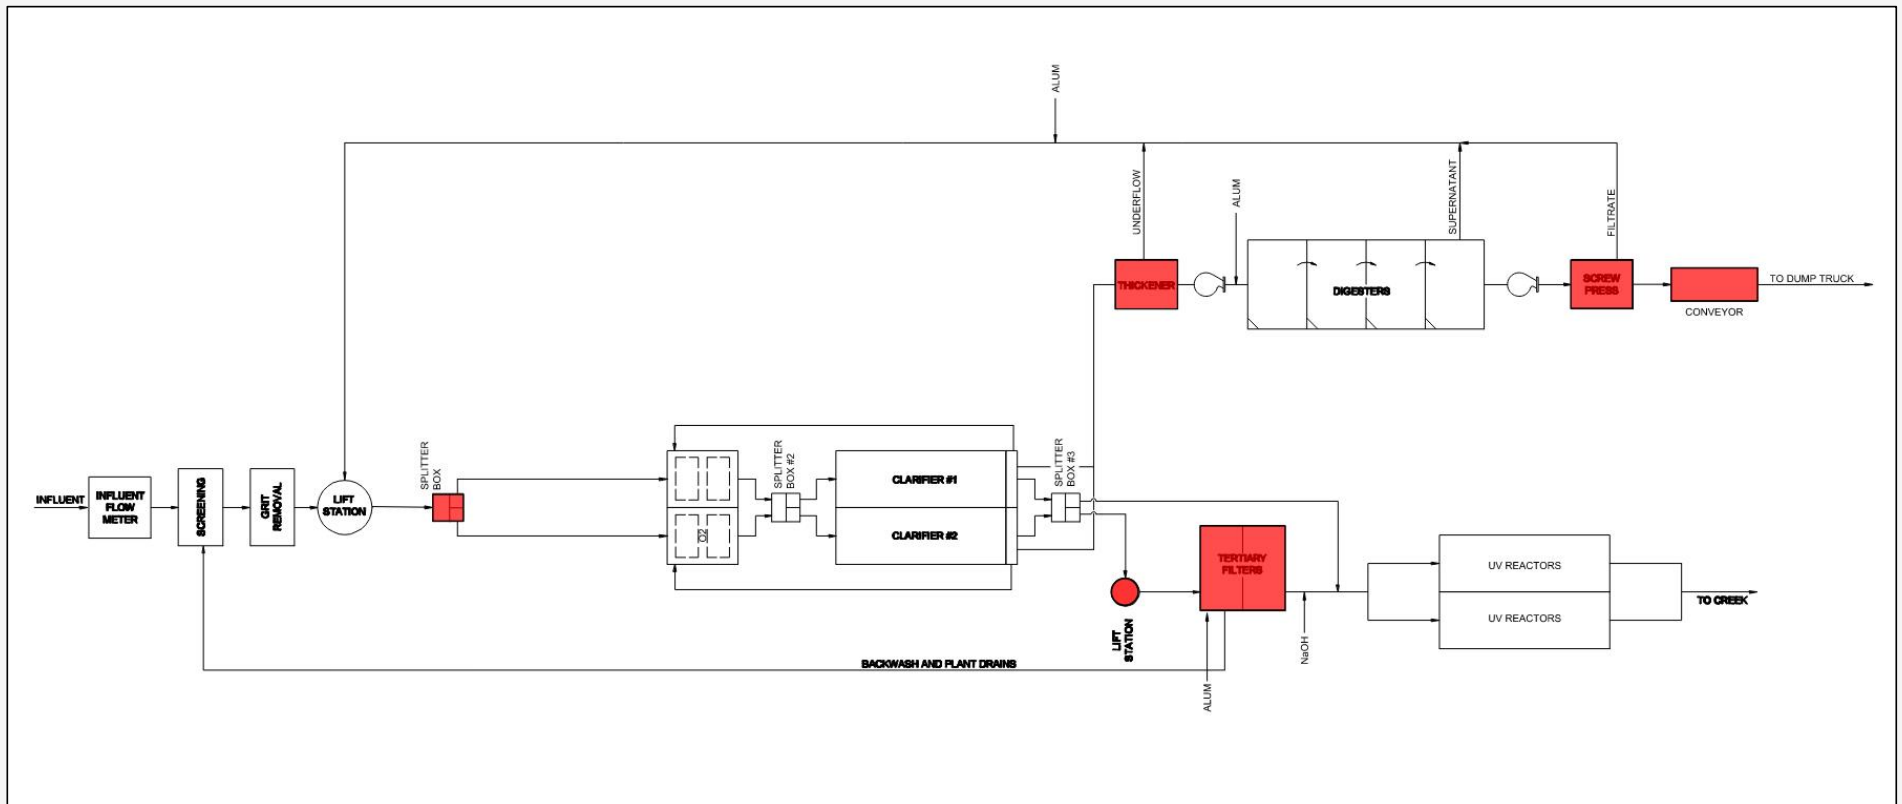 ALUM
UNDERFLOW
ALUM
SUPERNATANT
FILTRATE
THICKENER
DIGESTERS
SCREW
PRESS
TO DUMP TRUCK
CONVEYOR
INFLUENT
INFLUENT
FLOW
METER
SCREENING
GRIT
REMOVAL
LIFT
STATION
SPLITTER
BOX
O2
SPLITTER
BOX #2
CLARIFIER #1
CLARIFIER #2
SPLITTER
BOX #3
LIFT
STATION
TERTIARY
FILTERS
ALUM
NaOH
UV REACTORS
UV REACTORS
TO CREEK
BACKWASH AND PLANT DRAINS